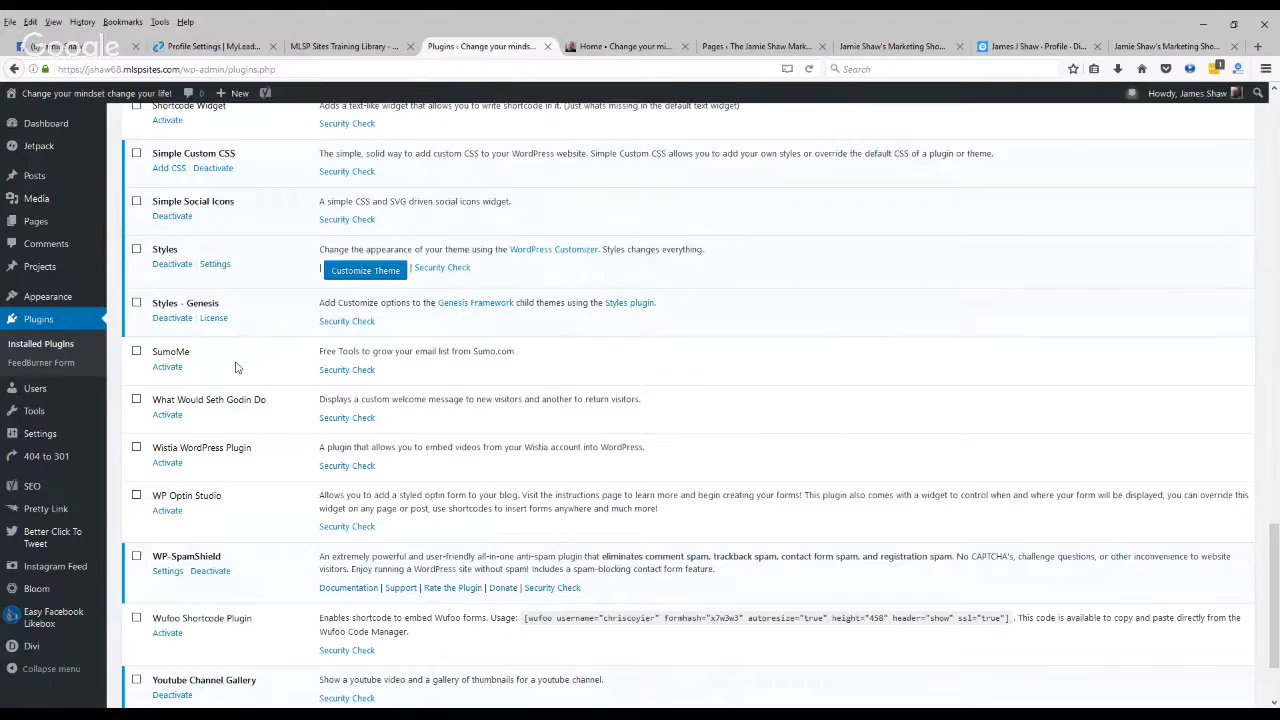 File Edit View History Bookmarks Tools Help
Google
Profile Settings | MyLead...
MLSP Sites Training Library - ...
Plugins ‹ Change your minds...
Home • Change your mi...
Pages ‹ The Jamie Shaw Mark...
Jamie Shaw's Marketing Sho...
James J Shaw - Profile - Di...
Jamie Shaw's Marketing Sho...
https://jshaw68.mlspsites.com/wp-admin/plugins.php
Search
1
Change your mindset change your life!
0
New
Howdy, James Shaw
Dashboard
Jetpack
Posts
Media
Pages
Comments
Projects
Appearance
Plugins
Installed Plugins
FeedBurner Form
Users
Tools
Settings
404 to 301
SEO
Pretty Link
Better Click To
Tweet
Instagram Feed
Bloom
Easy Facebook
Likebox
Divi
Collapse menu
Shortcode Widget
Activate
Adds a text-like widget that allows you to write shortcode in it. (Just whats missing in the default text widget)
Security Check
Simple Custom CSS
Add CSS | Deactivate
The simple, solid way to add custom CSS to your WordPress website. Simple Custom CSS allows you to add your own styles or override the default CSS of a plugin or theme.
Security Check
Simple Social Icons
Deactivate
A simple CSS and SVG driven social icons widget.
Security Check
Styles
Deactivate | Settings
Change the appearance of your theme using the WordPress Customizer. Styles changes everything.
| Customize Theme | Security Check
Styles - Genesis
Deactivate | License
Add Customize options to the Genesis Framework child themes using the Styles plugin.
Security Check
SumoMe
Activate
Free Tools to grow your email list from Sumo.com
Security Check
What Would Seth Godin Do
Activate
Displays a custom welcome message to new visitors and another to return visitors.
Security Check
Wistia WordPress Plugin
Activate
A plugin that allows you to embed videos from your Wistia account into WordPress.
Security Check
WP Optin Studio
Activate
Allows you to add a styled optin form to your blog. Visit the instructions page to learn more and begin creating your forms! This plugin also comes with a widget to control when and where your form will be displayed, you can override this
widget on any page or post, use shortcodes to insert forms anywhere and much more!
Security Check
WP-SpamShield
Settings | Deactivate
An extremely powerful and user-friendly all-in-one anti-spam plugin that eliminates comment spam, trackback spam, contact form spam, and registration spam. No CAPTCHA's, challenge questions, or other inconvenience to website
visitors. Enjoy running a WordPress site without spam! Includes a spam-blocking contact form feature.
Documentation | Support | Rate the Plugin | Donate | Security Check
Wufoo Shortcode Plugin
Activate
Enables shortcode to embed Wufoo forms. Usage: [wufoo username="chriscoyier" formhash="x7w3w3" autoresize="true" height="458" header="show" ssl="true"] . This code is available to copy and paste directly from the
Wufoo Code Manager.
Security Check
Youtube Channel Gallery
Deactivate
Show a youtube video and a gallery of thumbnails for a youtube channel.
Security Check